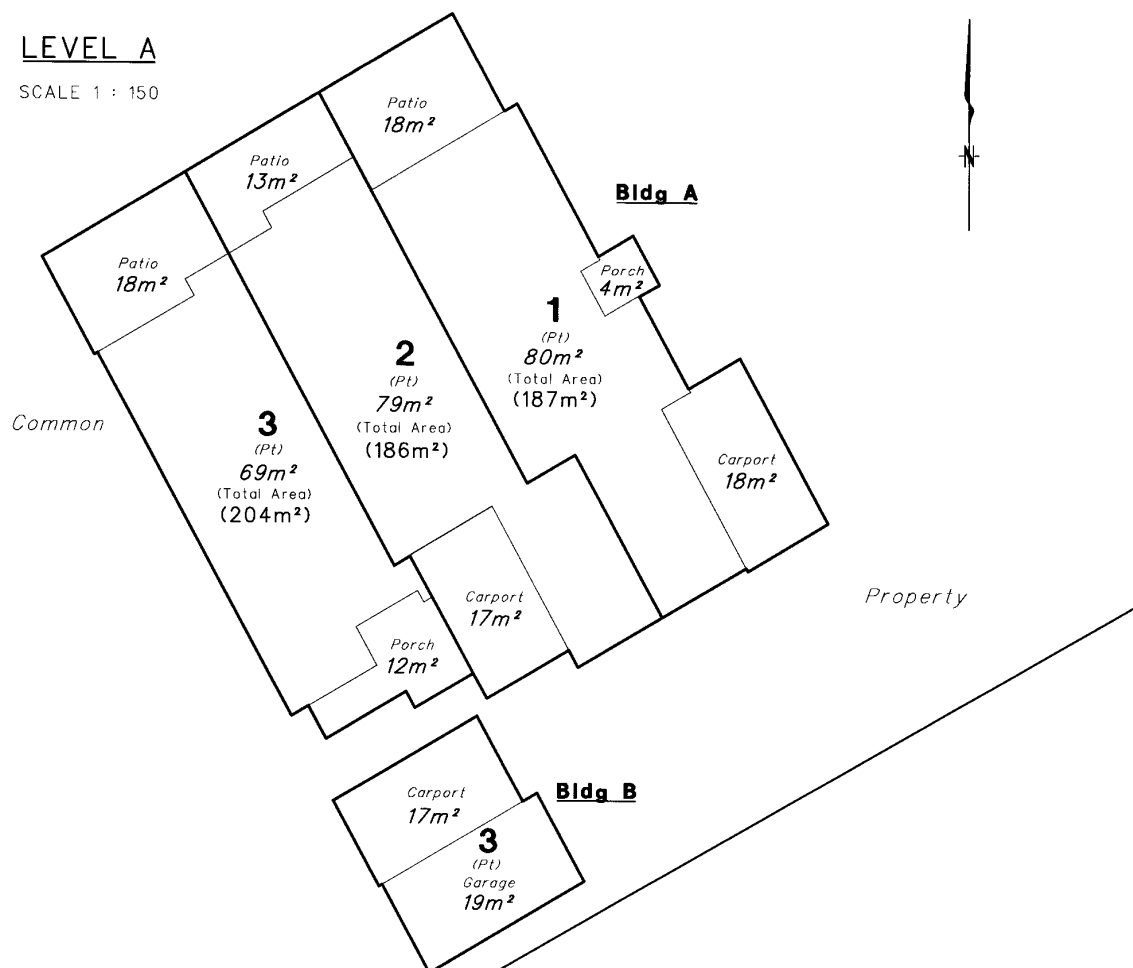 LEVEL A
SCALE 1 : 150
Patio
18m²
Patio
13m²
Patio
18m²
N
Bldg A
Porch
4m²
1
(Pt)
80m²
(Total Area)
(187m²)
2
(Pt)
79m²
(Total Area)
(186m²)
3
(Pt)
69m²
(Total Area)
(204m²)
Common
Carport
18m²
Carport
17m²
Porch
12m²
Property
Bldg B
Carport
17m²
3
(Pt)
Garage
19m²